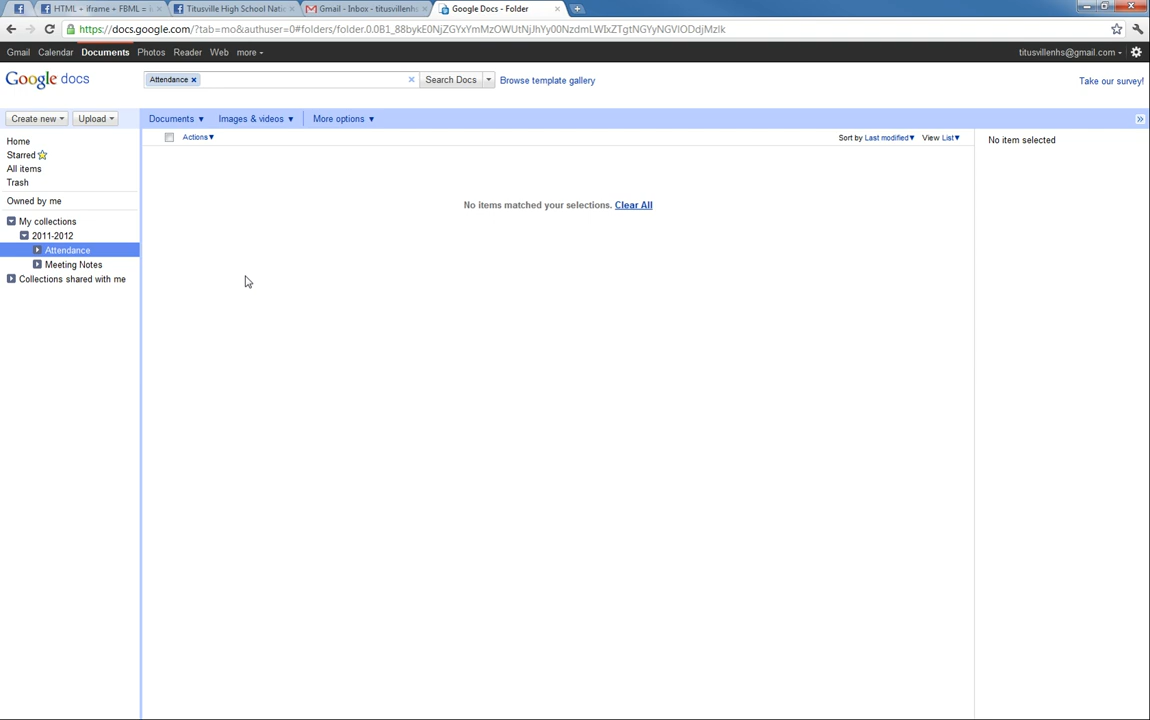 HTML + iframe + FBML =
Titusville High School Nati
Gmail - Inbox - titusvillenh
Google Docs - Folder
https://docs.google.com/?tab=mo&authuser=0#folders/
Gmail Calendar Documents Photos Reader Web more
titusvillenhs@gmail.com
Google docs
Attendance
Search Docs
Browse template gallery
Take our survey!
Create new
Upload
Documents
Images & videos
More options
Actions
Sort by Last modified
View List
No item selected
Home
Starred
All items
Trash
Owned by me
My collections
2011-2012
Attendance
Meeting Notes
Collections shared with me
No items matched your selections. Clear All